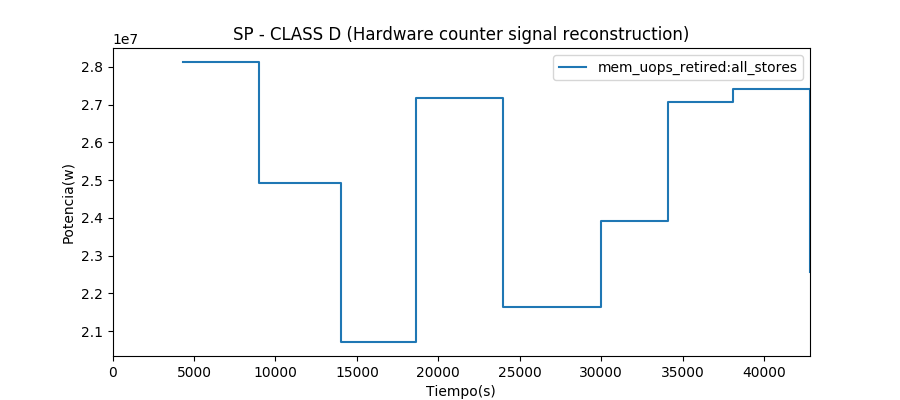 SP - CLASS D (Hardware counter signal reconstruction)
1e7
mem_uops_retired:all_stores
2.8
2.7
2.6
2.5
2.4
2.3
2.2
2.1
Potencia(w)
0 5000 10000 15000 20000 25000 30000 35000 40000
Tiempo(s)